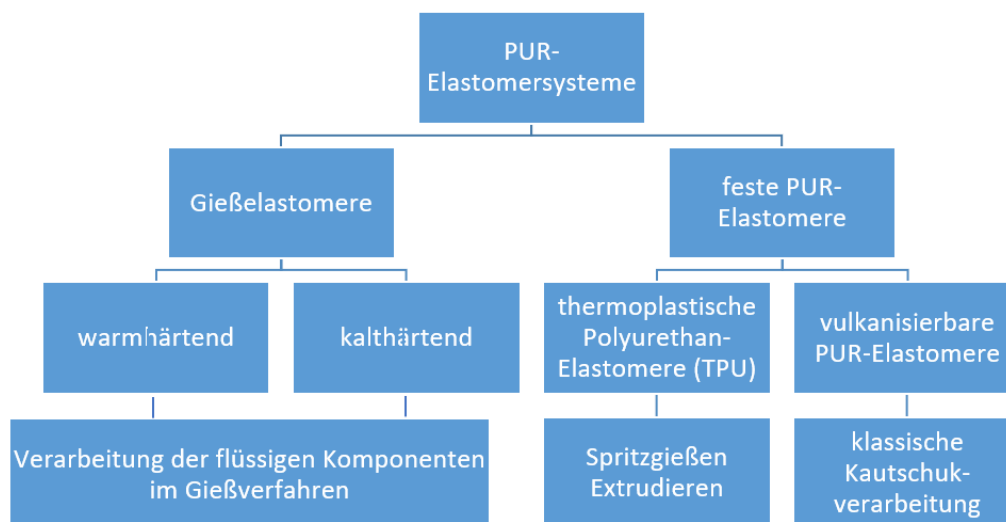 PUR-
Elastomersysteme
Gießelastomere
feste PUR-
Elastomere
warmhärtend
kalthärtend
thermoplastische
Polyurethan-
Elastomere (TPU)
vulkanisierbare
PUR-Elastomere
Verarbeitung der flüssigen Komponenten
im Gießverfahren
Spritzgießen
Extrudieren
klassische
Kautschuk-
verarbeitung